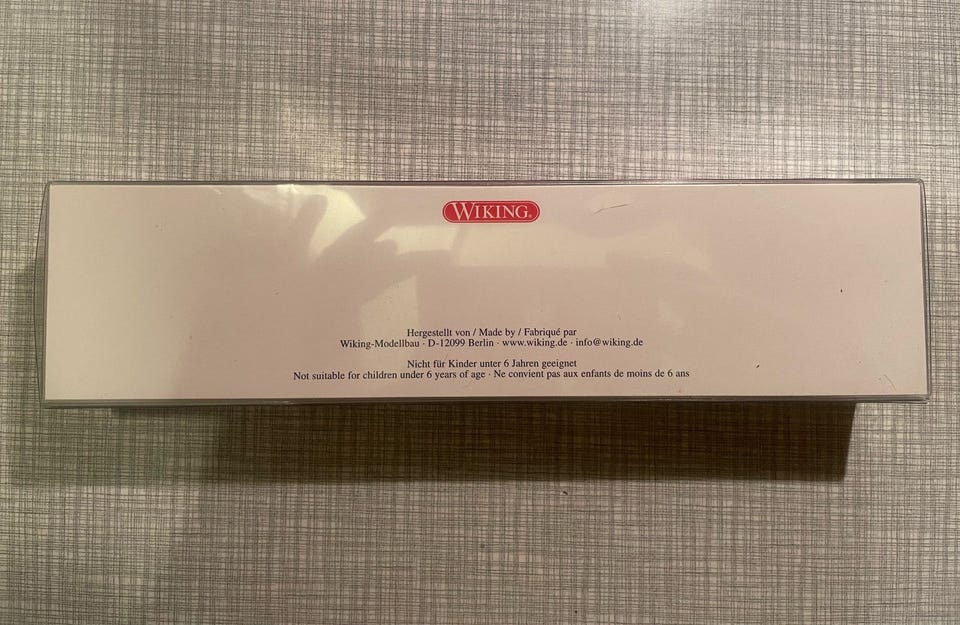 WIKING®
Hergestellt von / Made by / Fabriqué par
Wiking-Modellbau · D-12099 Berlin · www.wiking.de · info@wiking.de
Nicht für Kinder unter 6 Jahren geeignet
Not suitable for children under 6 years of age · Ne convient pas aux enfants de moins de 6 ans